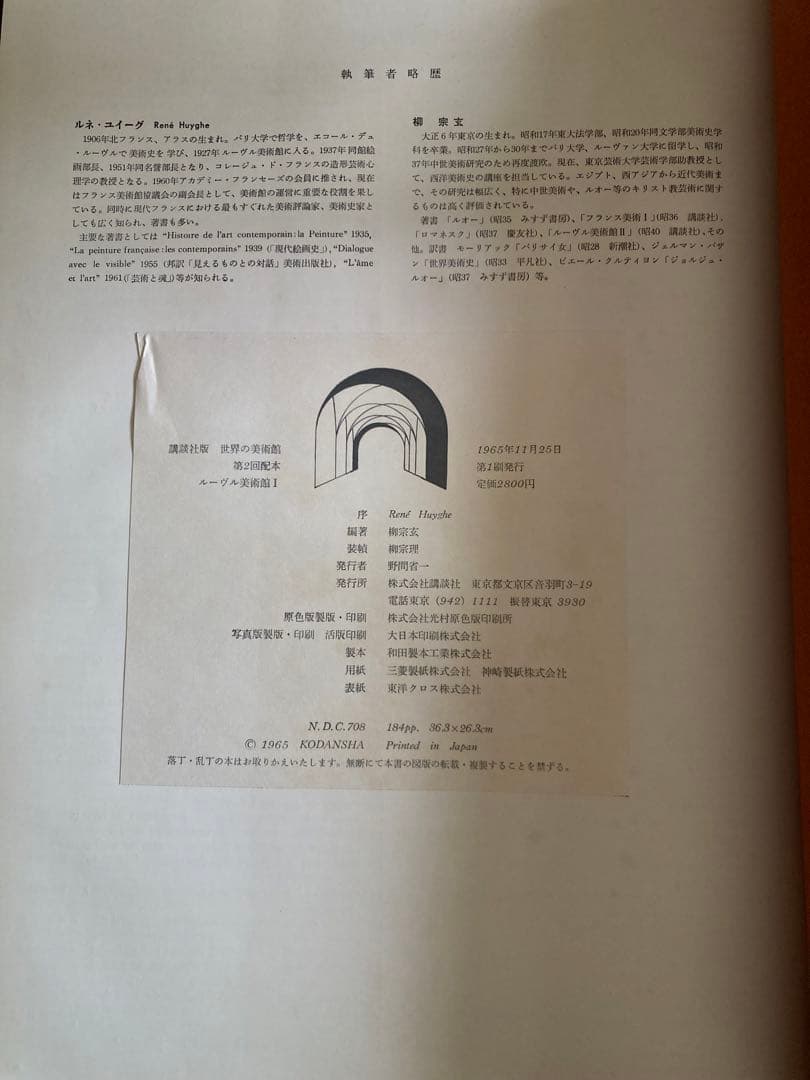 執筆者略歴
ルネ・ユイーグ René Huyghe
1906年北フランス、アラスの生まれ。パリ大学で哲学を、エコール・デュ
・ルーヴルで美術史を学び、1927年ルーヴル美術館に入る。1937年同館絵
画部長、1951年同名誉部長となり、コレージュ・ド・フランスの造形芸術心
理学の教授となる。1960年アカデミー・フランセーズの会員に推され、現在
はフランス美術館協議会の副会長として、美術館の運営に重要な役割を果し
ている。同時に現代フランスにおける最もすぐれた美術評論家、美術史家と
しても広く知られ、著書も多い。
主要な著書としては "Histoire de l'art contemporain: la Peinture" 1935,
"La peinture française: les contemporains" 1939 (「現代絵画史」), "Dialogue
avec le visible" 1955 (邦訳「見えるものとの対話」美術出版社), "L'âme
et l'art" 1961(「芸術と魂」)等が知られる。
柳 宗玄
大正6年東京の生まれ。昭和17年東大法学部、昭和20年同文学部美術史学
科を卒業。昭和27年から30年までパリ大学、ルーヴァン大学に留学し、昭和
37年中世美術研究のため再度渡欧。現在、東京芸術大学芸術学部助教授とし
て、西洋美術史の講座を担当している。エジプト、西アジアから近代美術ま
で、その研究は幅広く、特に中世美術や、ルオー等のキリスト教芸術に関す
るものは高く評価されている。
著書 「ルオー」(昭35 みすず書房)、「フランス美術Ⅰ」(昭36 講談社)、
「ロマネスク」(昭37 慶友社)、「ルーヴル美術館Ⅱ」(昭40 講談社)、その
他。訳書 モーリアック「パリサイ女」(昭28 新潮社)、ジェルマン・バザ
ン「世界美術史」(昭33 平凡社)、ピエール・クルティヨン「ジョルジュ・
ルオー」(昭37 みすず書房)等。
講談社版 世界の美術館
第2回配本
ルーヴル美術館Ⅰ
1965年11月25日
第1刷発行
定価2800円
序 René Huyghe
編著 柳宗玄
装幀 柳宗理
発行者 野間省一
発行所 株式会社講談社 東京都文京区音羽町3-19
電話東京 (942) 1111 振替東京 3930
原色版製版・印刷 株式会社光村原色版印刷所
写真版製版・印刷 活版印刷 大日本印刷株式会社
製本 和田製本工業株式会社
用紙 三菱製紙株式会社 神崎製紙株式会社
表紙 東洋クロス株式会社
N.D.C.708 184pp. 36.3×26.3cm
© 1965 KODANSHA Printed in Japan
落丁・乱丁の本はお取りかえいたします。無断にて本書の図版の転載・複製することを禁ずる。